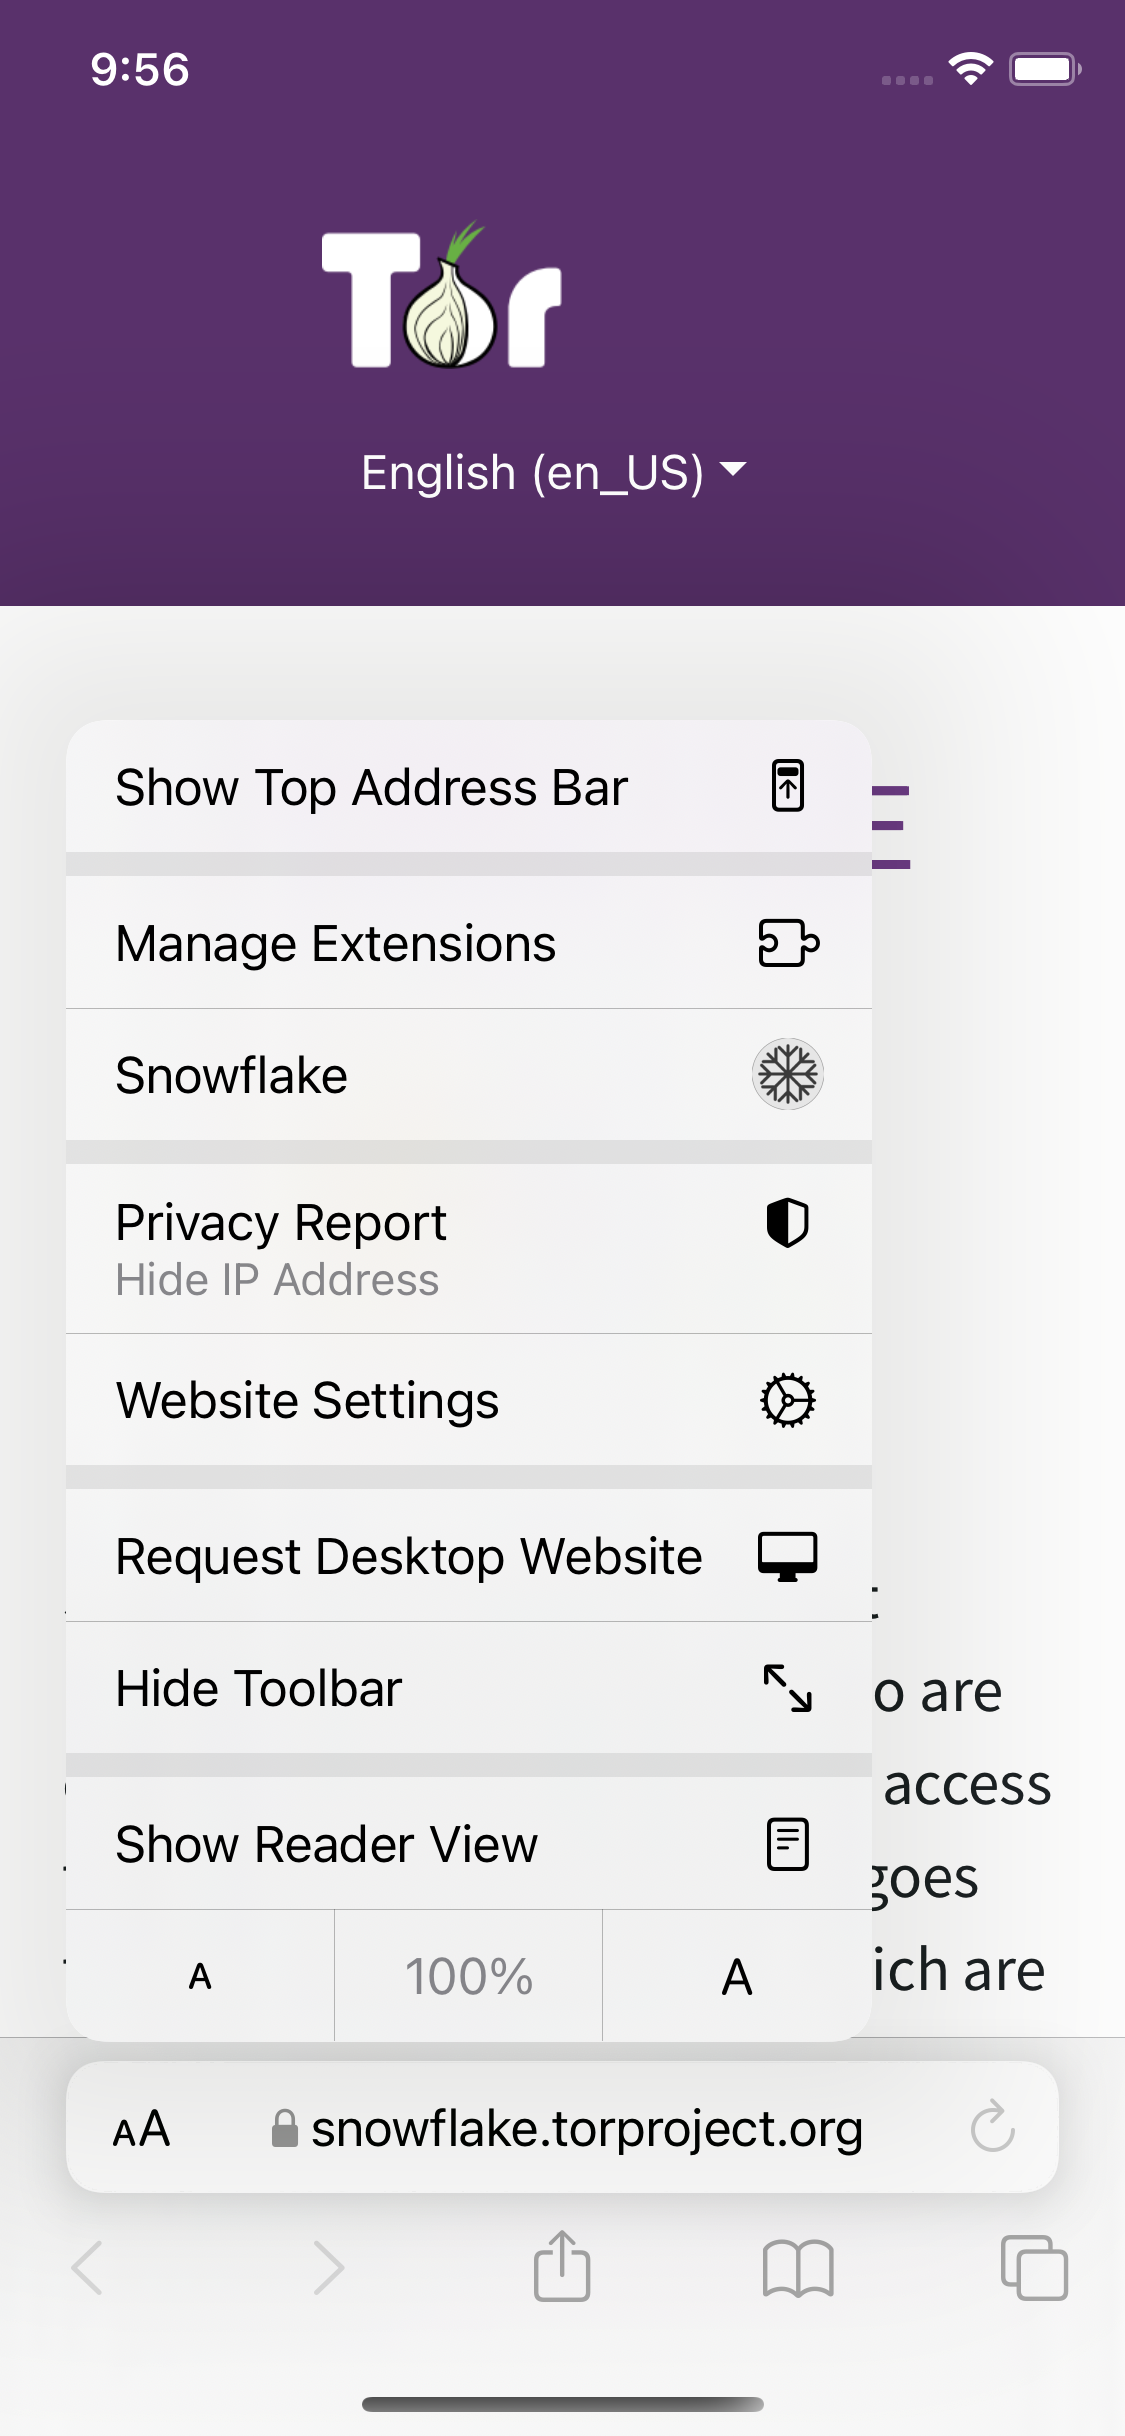 9:56
Tor
English (en_US)
E
Show Top Address Bar
Manage Extensions
Snowflake
Privacy Report
Hide IP Address
Website Settings
Request Desktop Website
t
Hide Toolbar
o are
access
Show Reader View
goes
A 100% A
ich are
AA snowflake.torproject.org